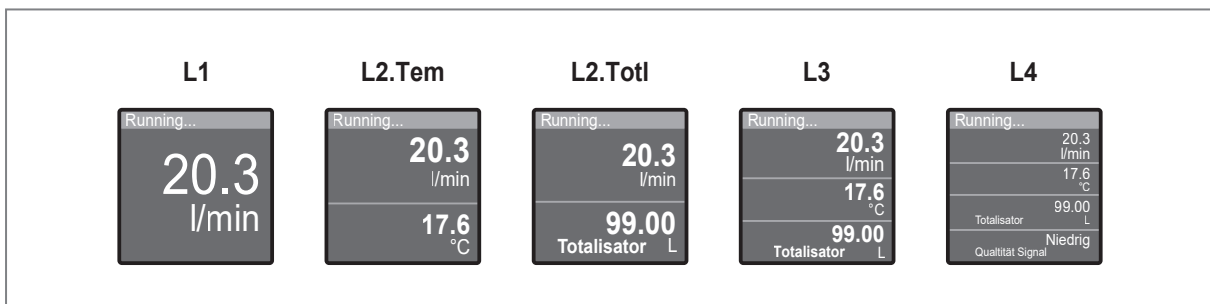 L1
Running...
20.3
l/min
L2.Tem
Running...
20.3
l/min
17.6
°C
L2.Totl
Running...
20.3
l/min
99.00
Totalisator L
L3
Running...
20.3
l/min
17.6
°C
99.00
Totalisator L
L4
Running...
20.3
l/min
17.6
°C
99.00
Totalisator L
Niedrig
Qualtität Signal